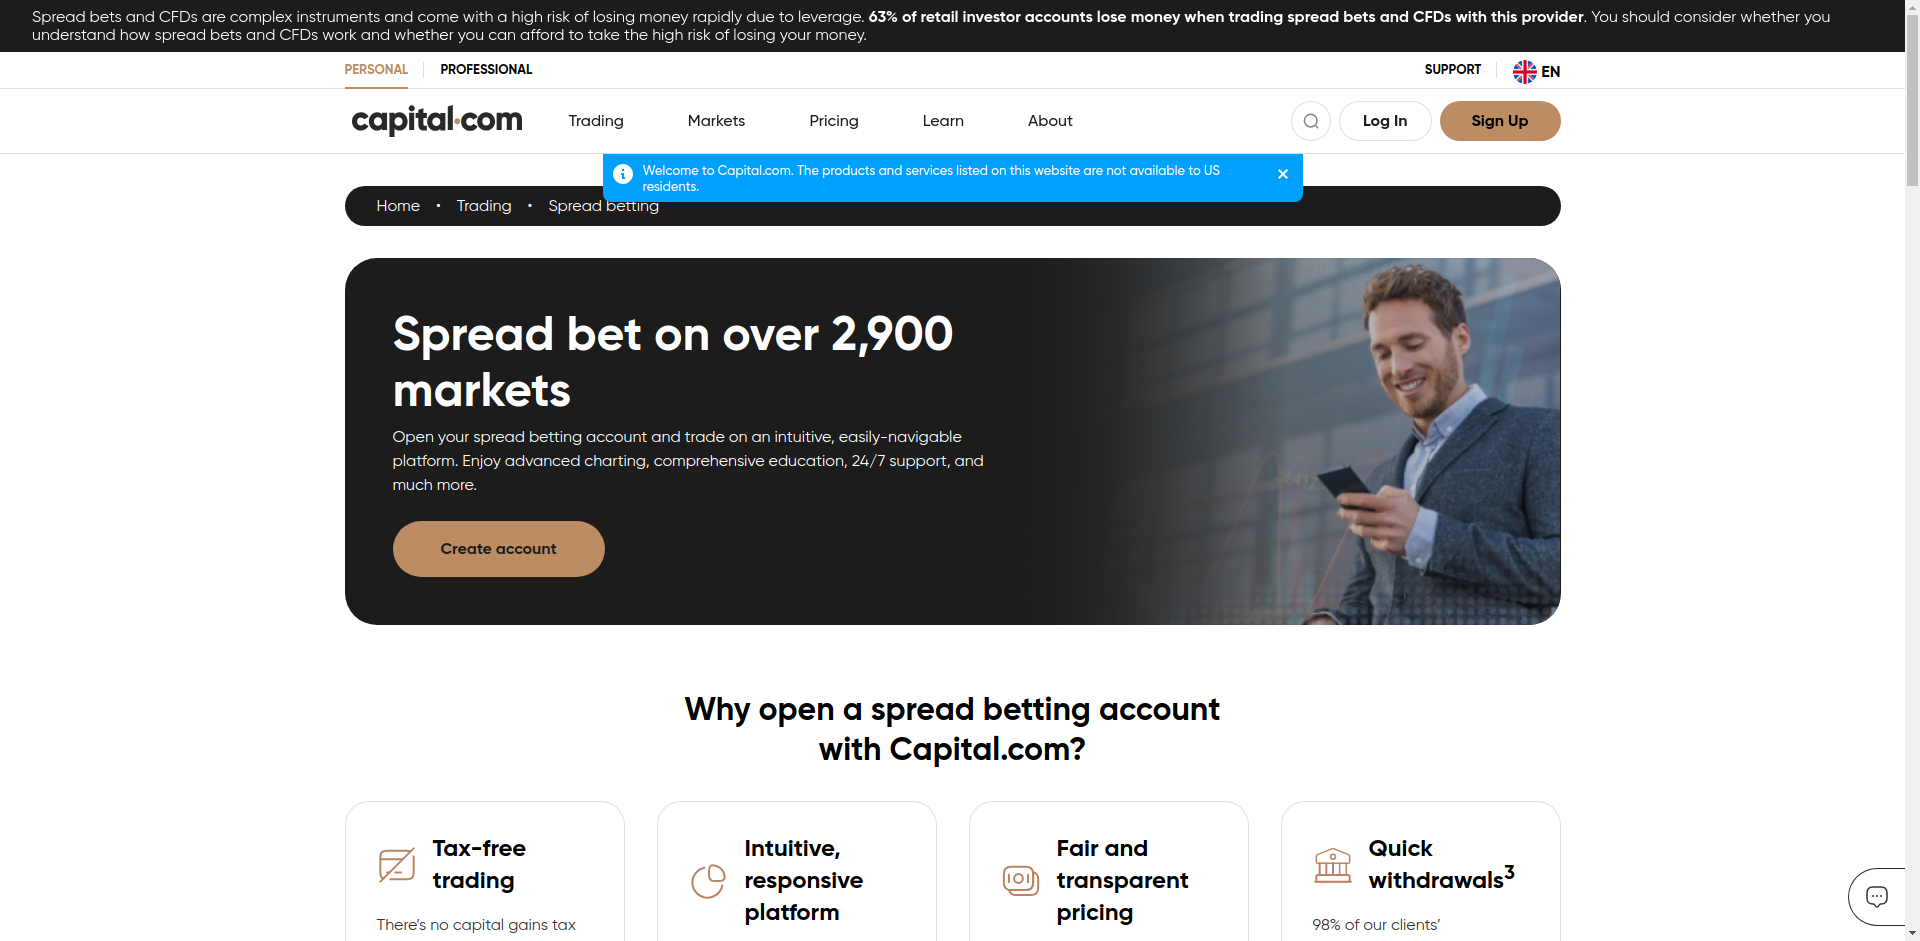 Spread bets and CFDs are complex instruments and come with a high risk of losing money rapidly due to leverage. 63% of retail investor accounts lose money when trading spread bets and CFDs with this provider. You should consider whether you
understand how spread bets and CFDs work and whether you can afford to take the high risk of losing your money.
PERSONAL PROFESSIONAL SUPPORT EN
capital.com Trading Markets Pricing Learn About Log In Sign Up
Welcome to Capital.com. The products and services listed on this website are not available to US
residents.
Home • Trading • Spread betting
Spread bet on over 2,900
markets
Open your spread betting account and trade on an intuitive, easily-navigable
platform. Enjoy advanced charting, comprehensive education, 24/7 support, and
much more.
Create account
Why open a spread betting account
with Capital.com?
Tax-free
trading
There's no capital gains tax
Intuitive,
responsive
platform
Fair and
transparent
pricing
Quick
withdrawals3
98% of our clients'